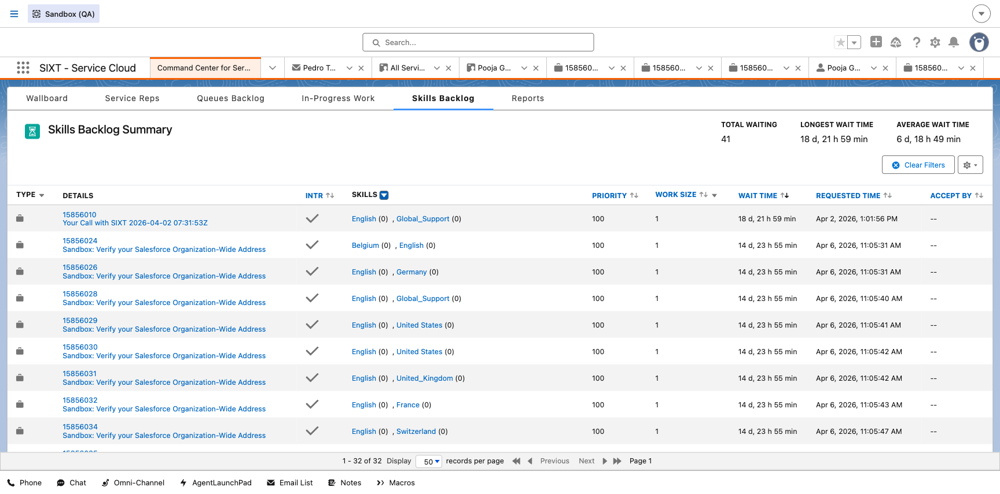 Sandbox (QA)
Search...
SIXT - Service Cloud
Command Center for Ser...
Pedro T...
All Servi...
Pooja G...
158560...
158560...
158560...
Pooja G...
158560...
Wallboard
Service Reps
Queues Backlog
In-Progress Work
Skills Backlog
Reports
Skills Backlog Summary
TOTAL WAITING
41
LONGEST WAIT TIME
18 d, 21 h 59 min
AVERAGE WAIT TIME
6 d, 18 h 49 min
Clear Filters
TYPE DETAILS INTR SKILLS PRIORITY WORK SIZE WAIT TIME REQUESTED TIME ACCEPT BY
15856010
Your Call with SIXT 2026-04-02 07:31:53Z
English (0) , Global_Support (0) 100 1 18 d, 21 h 59 min Apr 2, 2026, 1:01:56 PM --
15856024
Sandbox: Verify your Salesforce Organization-Wide Address
Belgium (0) , English (0) 100 1 14 d, 23 h 55 min Apr 6, 2026, 11:05:31 AM --
15856026
Sandbox: Verify your Salesforce Organization-Wide Address
English (0) , Germany (0) 100 1 14 d, 23 h 55 min Apr 6, 2026, 11:05:31 AM --
15856028
Sandbox: Verify your Salesforce Organization-Wide Address
English (0) , Global_Support (0) 100 1 14 d, 23 h 55 min Apr 6, 2026, 11:05:40 AM --
15856029
Sandbox: Verify your Salesforce Organization-Wide Address
English (0) , United States (0) 100 1 14 d, 23 h 55 min Apr 6, 2026, 11:05:41 AM --
15856030
Sandbox: Verify your Salesforce Organization-Wide Address
English (0) , United States (0) 100 1 14 d, 23 h 55 min Apr 6, 2026, 11:05:42 AM --
15856031
Sandbox: Verify your Salesforce Organization-Wide Address
English (0) , United_Kingdom (0) 100 1 14 d, 23 h 55 min Apr 6, 2026, 11:05:42 AM --
15856032
Sandbox: Verify your Salesforce Organization-Wide Address
English (0) , France (0) 100 1 14 d, 23 h 55 min Apr 6, 2026, 11:05:43 AM --
15856034
Sandbox: Verify your Salesforce Organization-Wide Address
English (0) , Switzerland (0) 100 1 14 d, 23 h 55 min Apr 6, 2026, 11:05:47 AM --
1 - 32 of 32 Display 50 records per page Previous Next Page 1
Phone
Chat
Omni-Channel
AgentLaunchPad
Email List
Notes
Macros